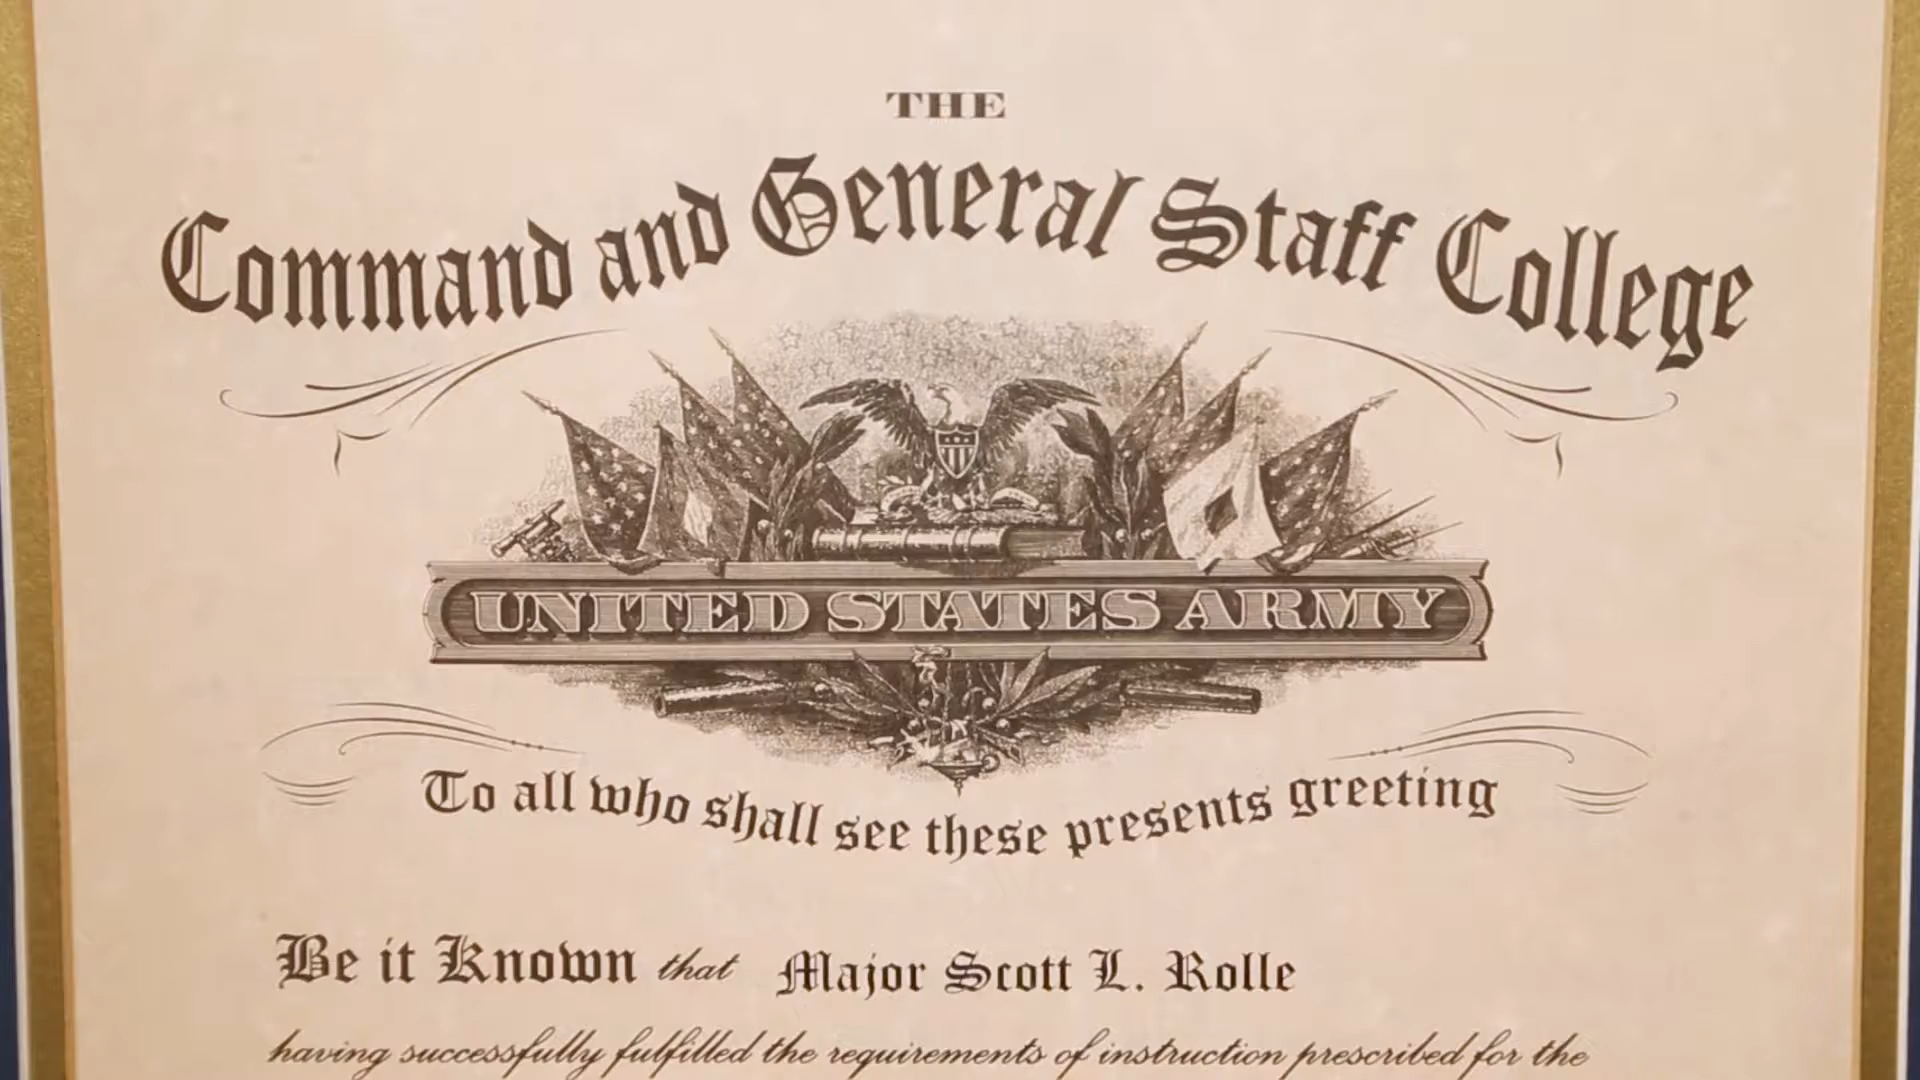 THE
Command and General Staff College
UNITED STATES ARMY
To all who shall see these presents greeting
Be it Known that Major Scott L. Rolle
having successfully fulfilled the requirements of instruction prescribed for the